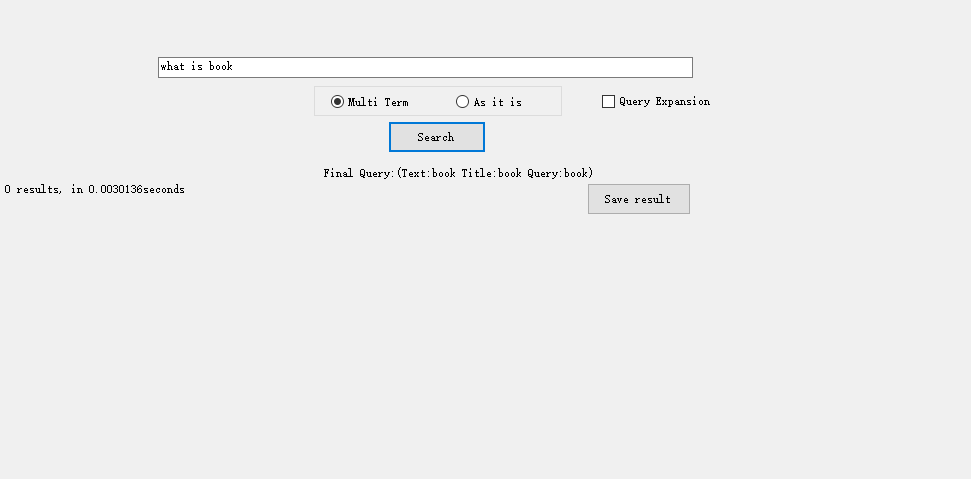 what is book
Multi Term As it is Query Expansion
Search
Final Query:(Text:book Title:book Query:book)
0 results, in 0.0030136seconds
Save result